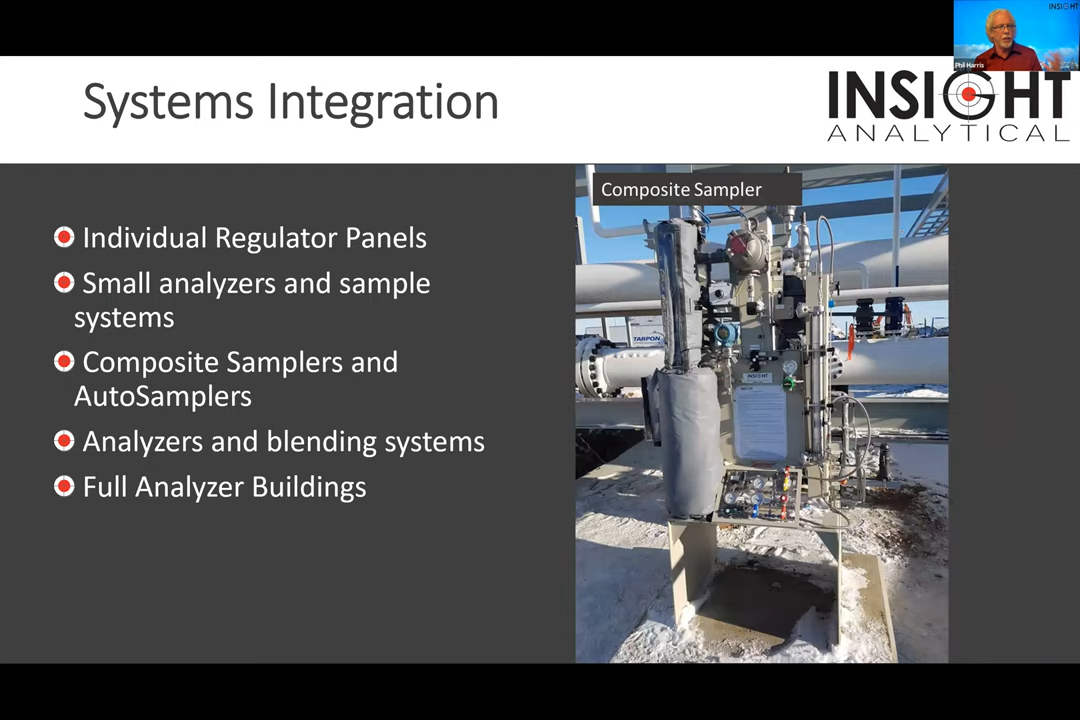 INSIGHT
Phil Harris
Systems Integration
INSIGHT
ANALYTICAL
Composite Sampler
Individual Regulator Panels
Small analyzers and sample
systems
Composite Samplers and
AutoSamplers
Analyzers and blending systems
Full Analyzer Buildings
TARPON
INSIGHT